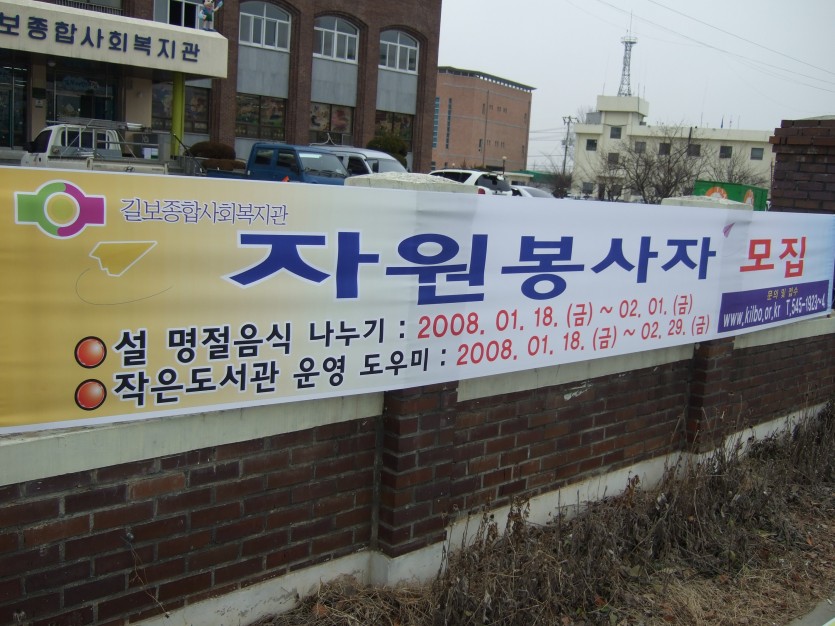 보종합사회복지관
길보종합사회복지관
자원봉사자 모집
설 명절음식 나누기 : 2008. 01. 18. (금) ~ 02. 01. (금)
작은도서관 운영 도우미 : 2008. 01. 18. (금) ~ 02. 29. (금)
문의 및 접수
www.kilbo.or.kr T.545-1923~4